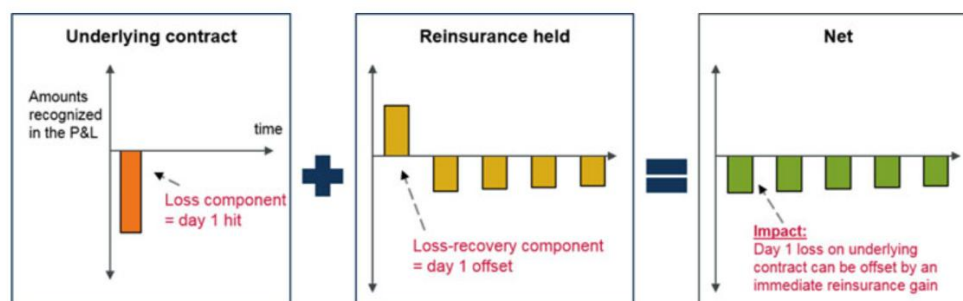 Underlying contract
Amounts
recognized
in the P&L
time
Loss component
= day 1 hit
Reinsurance held
Loss-recovery component
= day 1 offset
Net
Impact:
Day 1 loss on underlying
contract can be offset by an
immediate reinsurance gain